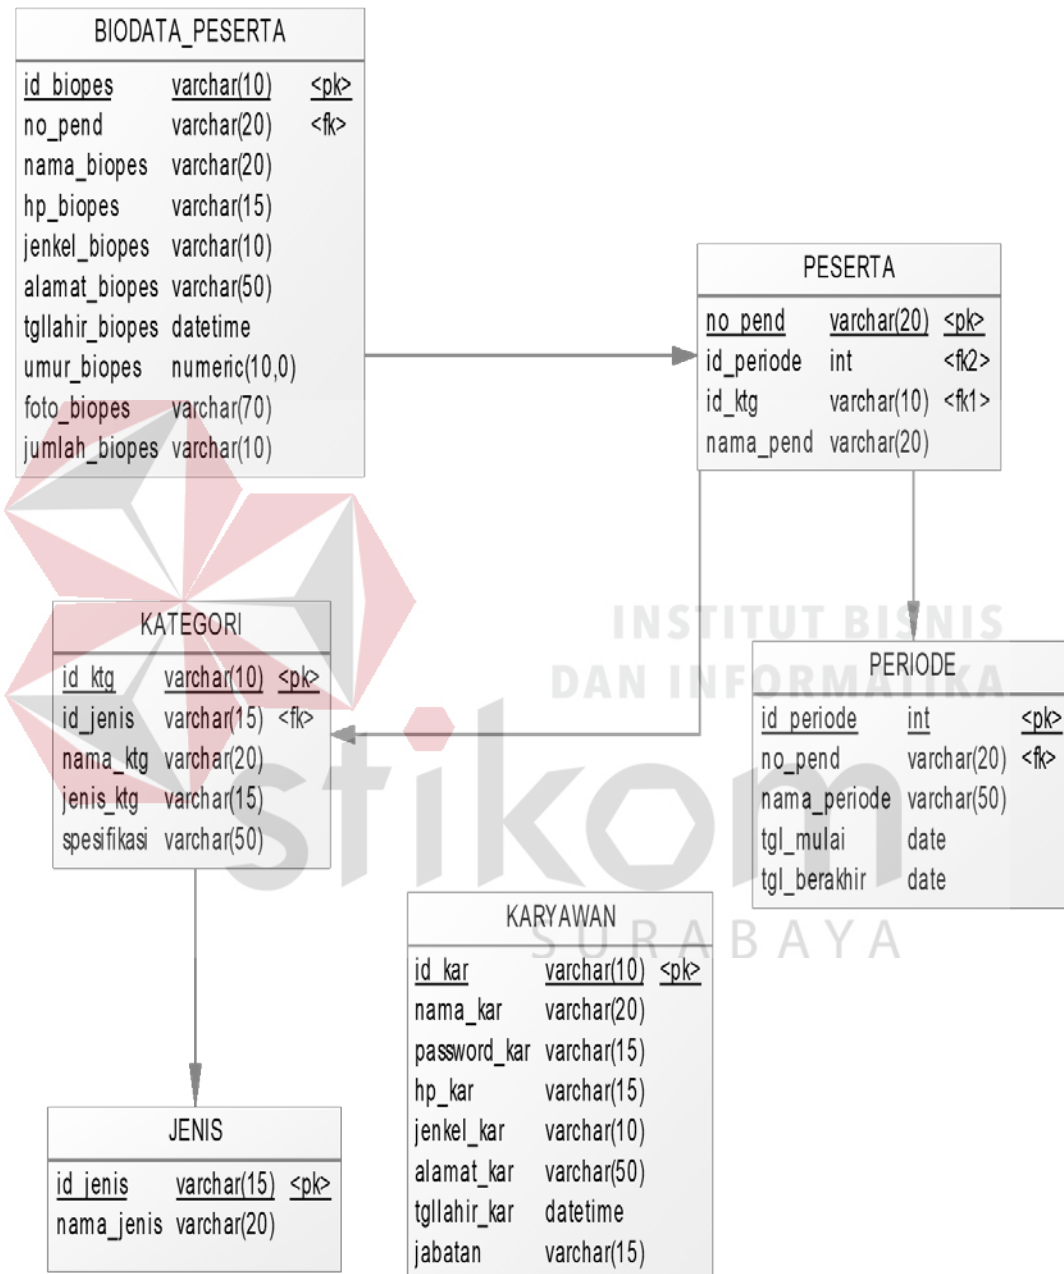 BIODATA_PESERTA
id_biopes varchar(10) <pk>
no_pend varchar(20) <fk>
nama_biopes varchar(20)
hp_biopes varchar(15)
jenkel_biopes varchar(10)
alamat_biopes varchar(50)
tgllahir_biopes datetime
umur_biopes numeric(10,0)
foto_biopes varchar(70)
jumlah_biopes varchar(10)
PESERTA
no_pend varchar(20) <pk>
id_periode int <fk2>
id_ktg varchar(10) <fk1>
nama_pend varchar(20)
KATEGORI
id_ktg varchar(10) <pk>
id_jenis varchar(15) <fk>
nama_ktg varchar(20)
jenis_ktg varchar(15)
spesifikasi varchar(50)
INSTITUT BISNIS
DAN INFORMATIKA
stikom
SURABAYA
PERIODE
id_periode int <pk>
no_pend varchar(20) <fk>
nama_periode varchar(50)
tgl_mulai date
tgl_berakhir date
KARYAWAN
id_kar varchar(10) <pk>
nama_kar varchar(20)
password_kar varchar(15)
hp_kar varchar(15)
jenkel_kar varchar(10)
alamat_kar varchar(50)
tgllahir_kar datetime
jabatan varchar(15)
JENIS
id_jenis varchar(15) <pk>
nama_jenis varchar(20)